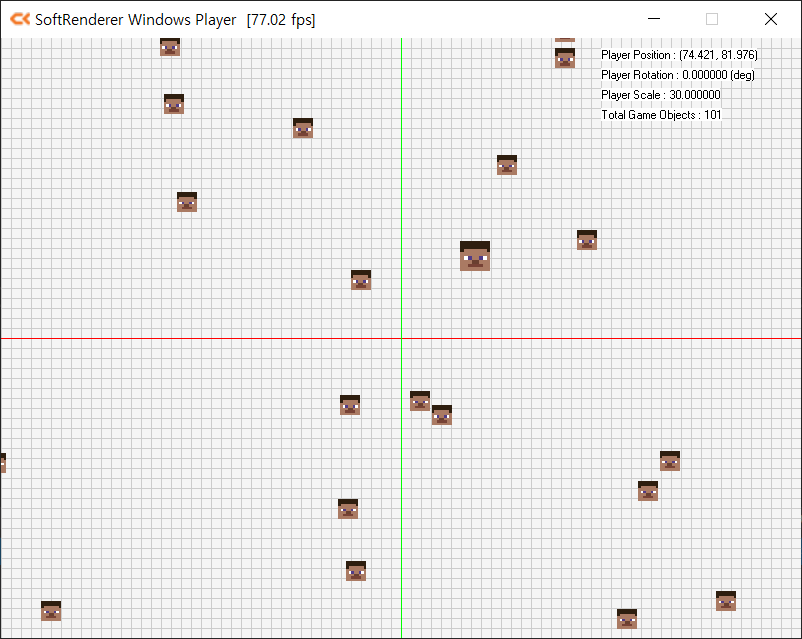 SoftRenderer Windows Player [77.02 fps]
Player Position : (74.421, 81.976)
Player Rotation : 0.000000 (deg)
Player Scale : 30.000000
Total Game Objects : 101